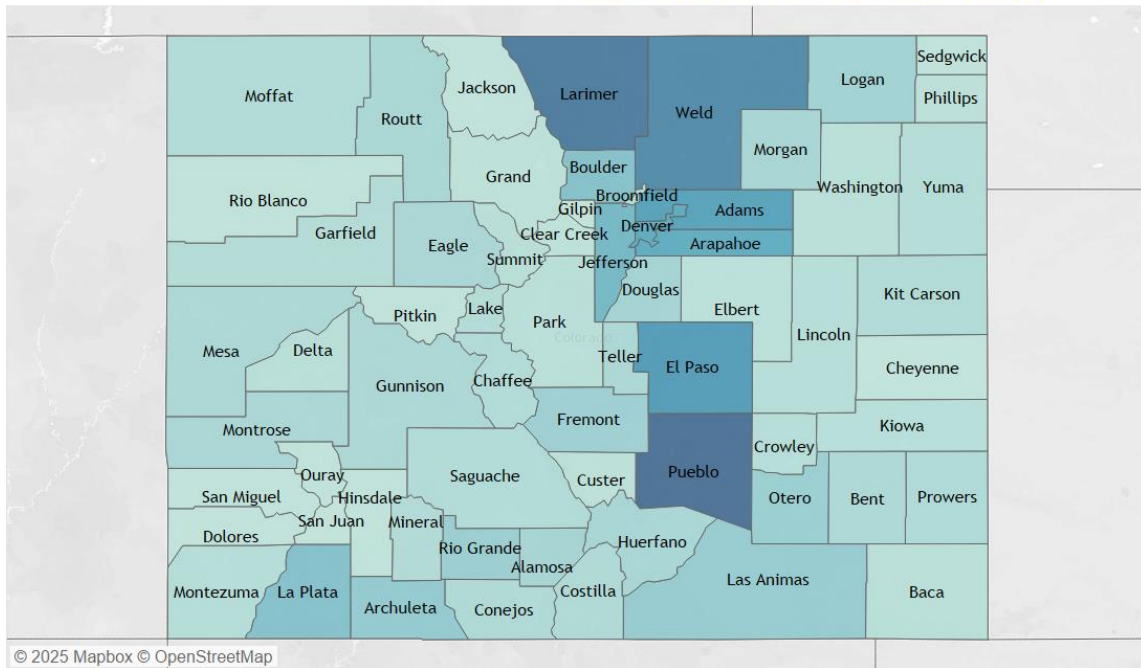 Sedgwick
Logan
Jackson
Moffat
Larimer
Phillips
Weld
Routt
Morgan
Boulder
Grand
Washington
Yuma
Broomfield
Rio Blanco
Gilpin
Adams
Denver
Garfield
Clear Creek
Eagle
Arapahoe
Summit
Jefferson
Douglas
Kit Carson
Lake
Elbert
Pitkin
Park
Lincoln
Colorado
Mesa
Delta
Teller
El Paso
Cheyenne
Chaffee
Gunnison
Fremont
Kiowa
Montrose
Crowley
Pueblo
Ouray
Saguache
Custer
San Miguel
Hinsdale
Otero
Bent
Prowers
San Juan
Mineral
Dolores
Huerfano
Rio Grande
Alamosa
Las Animas
Montezuma
La Plata
Costilla
Baca
Archuleta
Conejos
© 2025 Mapbox © OpenStreetMap